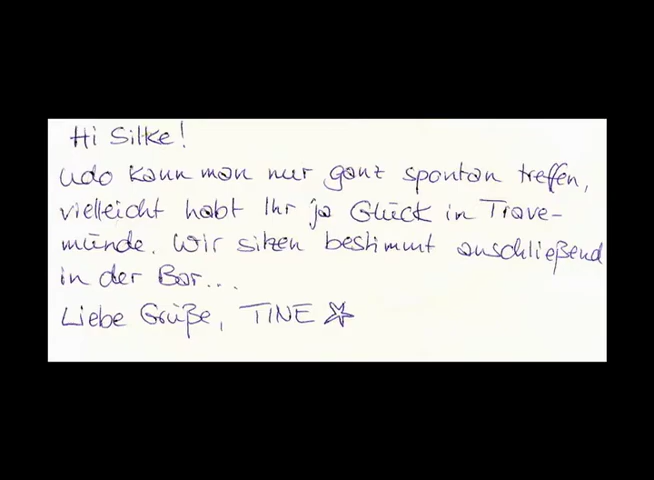 Hi Silke!
Udo kann man nur ganz spontan treffen,
vielleicht habt Ihr ja Glück in Trave-
münde. Wir sitzen bestimmt anschließend
in der Bar...
Liebe Grüße, TINE